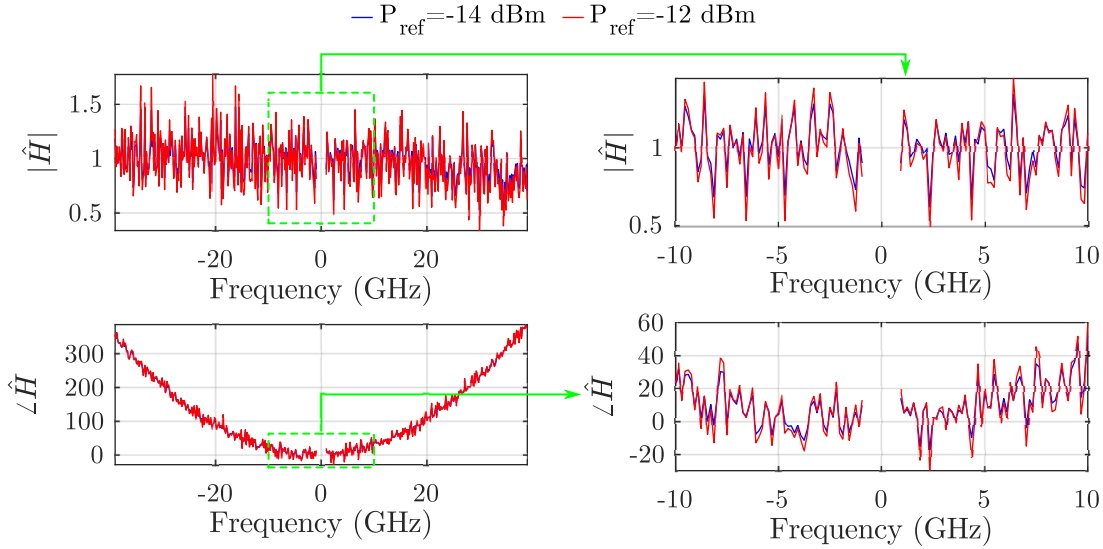 P_ref=-14 dBm P_ref=-12 dBm
1.5
1
0.5
|Ĥ|
-20 0 20
Frequency (GHz)
1
0.5
|Ĥ|
-10 -5 0 5 10
Frequency (GHz)
300
200
100
0
∠Ĥ
-20 0 20
Frequency (GHz)
60
40
20
0
-20
∠Ĥ
-10 -5 0 5 10
Frequency (GHz)